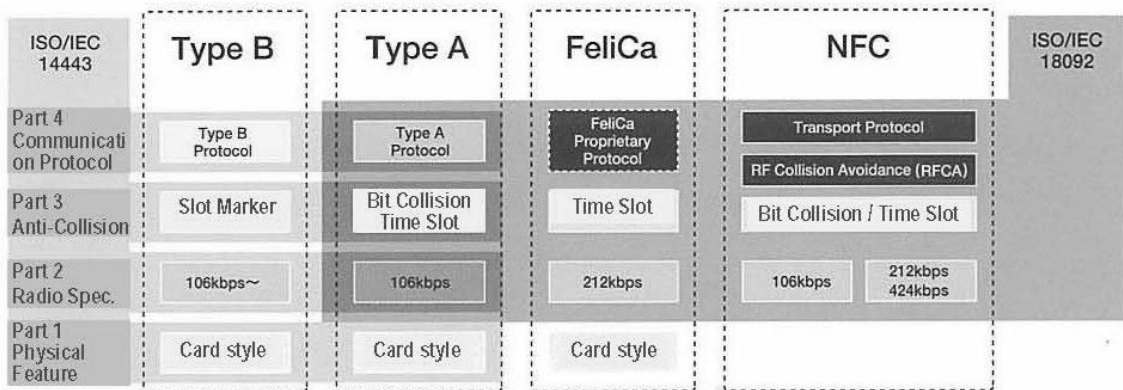 ISO/IEC
14443
Type B
Type A
FeliCa
NFC
ISO/IEC
18092
Part 4
Communicati
on Protocol
Type B
Protocol
Type A
Protocol
FeliCa
Proprietary
Protocol
Transport Protocol
RF Collision Avoidance (RFCA)
Part 3
Anti-Collision
Slot Marker
Bit Collision
Time Slot
Time Slot
Bit Collision / Time Slot
Part 2
Radio Spec.
106kbps～
106kbps
212kbps
106kbps
212kbps
424kbps
Part 1
Physical
Feature
Card style
Card style
Card style